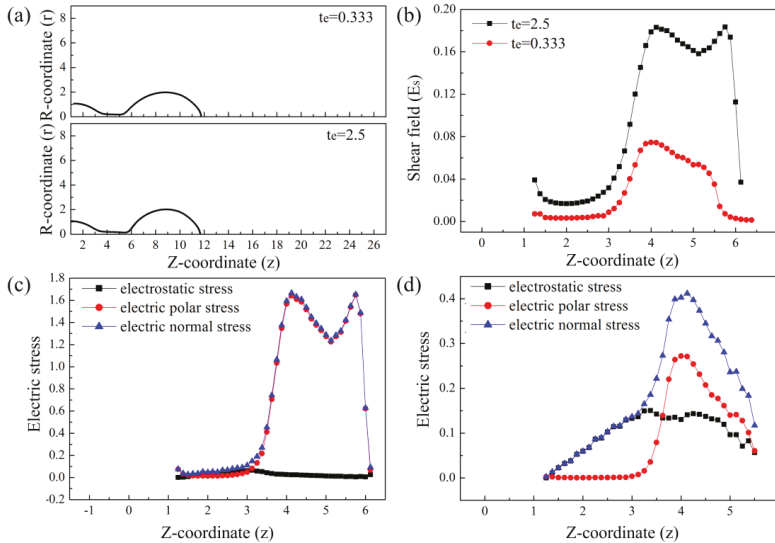 (a)
te=0.333
R-coordinate (r)
8
6
4
2
0
te=2.5
R-coordinate (r)
8
6
4
2
0
2 4 6 8 10 12 14 16 18 20 22 24 26
Z-coordinate (z)
(b)
te=2.5
te=0.333
Shear field (Es)
0.20
0.16
0.12
0.08
0.04
0.00
0 1 2 3 4 5 6
Z-coordinate (z)
(c)
electrostatic stress
electric polar stress
electric normal stress
Electric stress
1.8
1.6
1.4
1.2
1.0
0.8
0.6
0.4
0.2
0.0
-0.2
-1 0 1 2 3 4 5 6
Z-coordinate (z)
(d)
electrostatic stress
electric polar stress
electric normal stress
Electric stress
0.4
0.3
0.2
0.1
0.0
0 1 2 3 4 5
Z-coordinate (z)